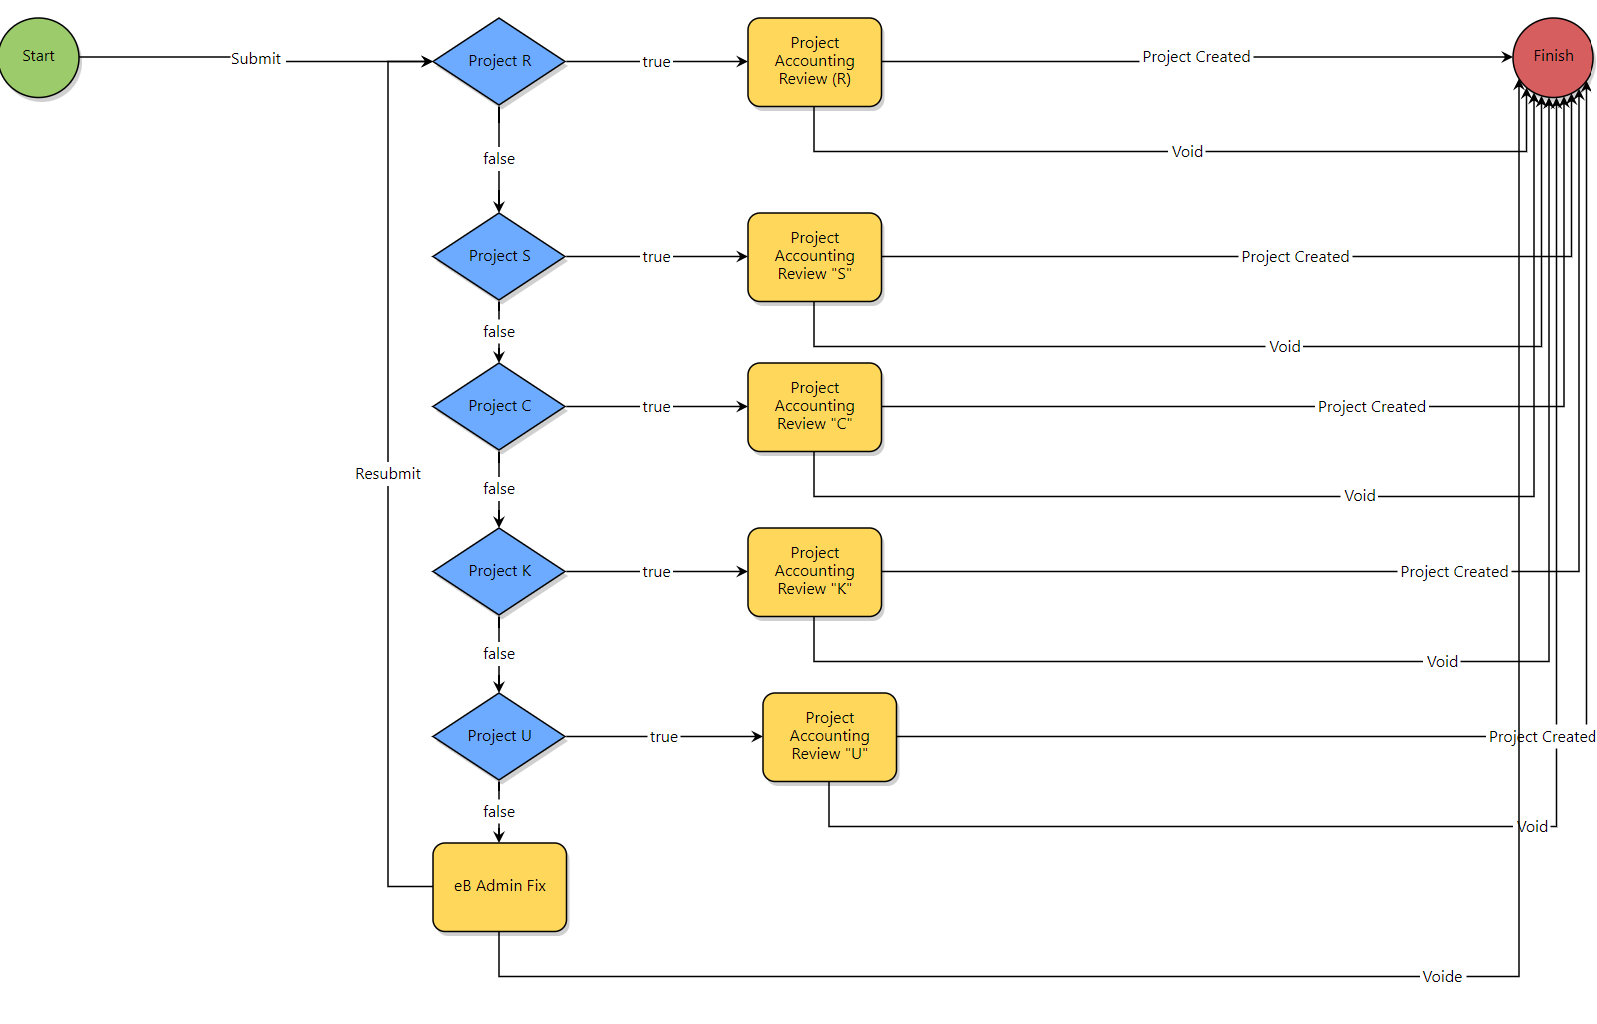 Start
Submit
Project R
true
Project
Accounting
Review (R)
Project Created
Finish
false
Void
Project S
true
Project
Accounting
Review "S"
Project Created
false
Void
Project C
true
Project
Accounting
Review "C"
Project Created
Resubmit
false
Void
Project K
true
Project
Accounting
Review "K"
Project Created
false
Void
Project U
true
Project
Accounting
Review "U"
Project Created
false
Void
eB Admin Fix
Voide